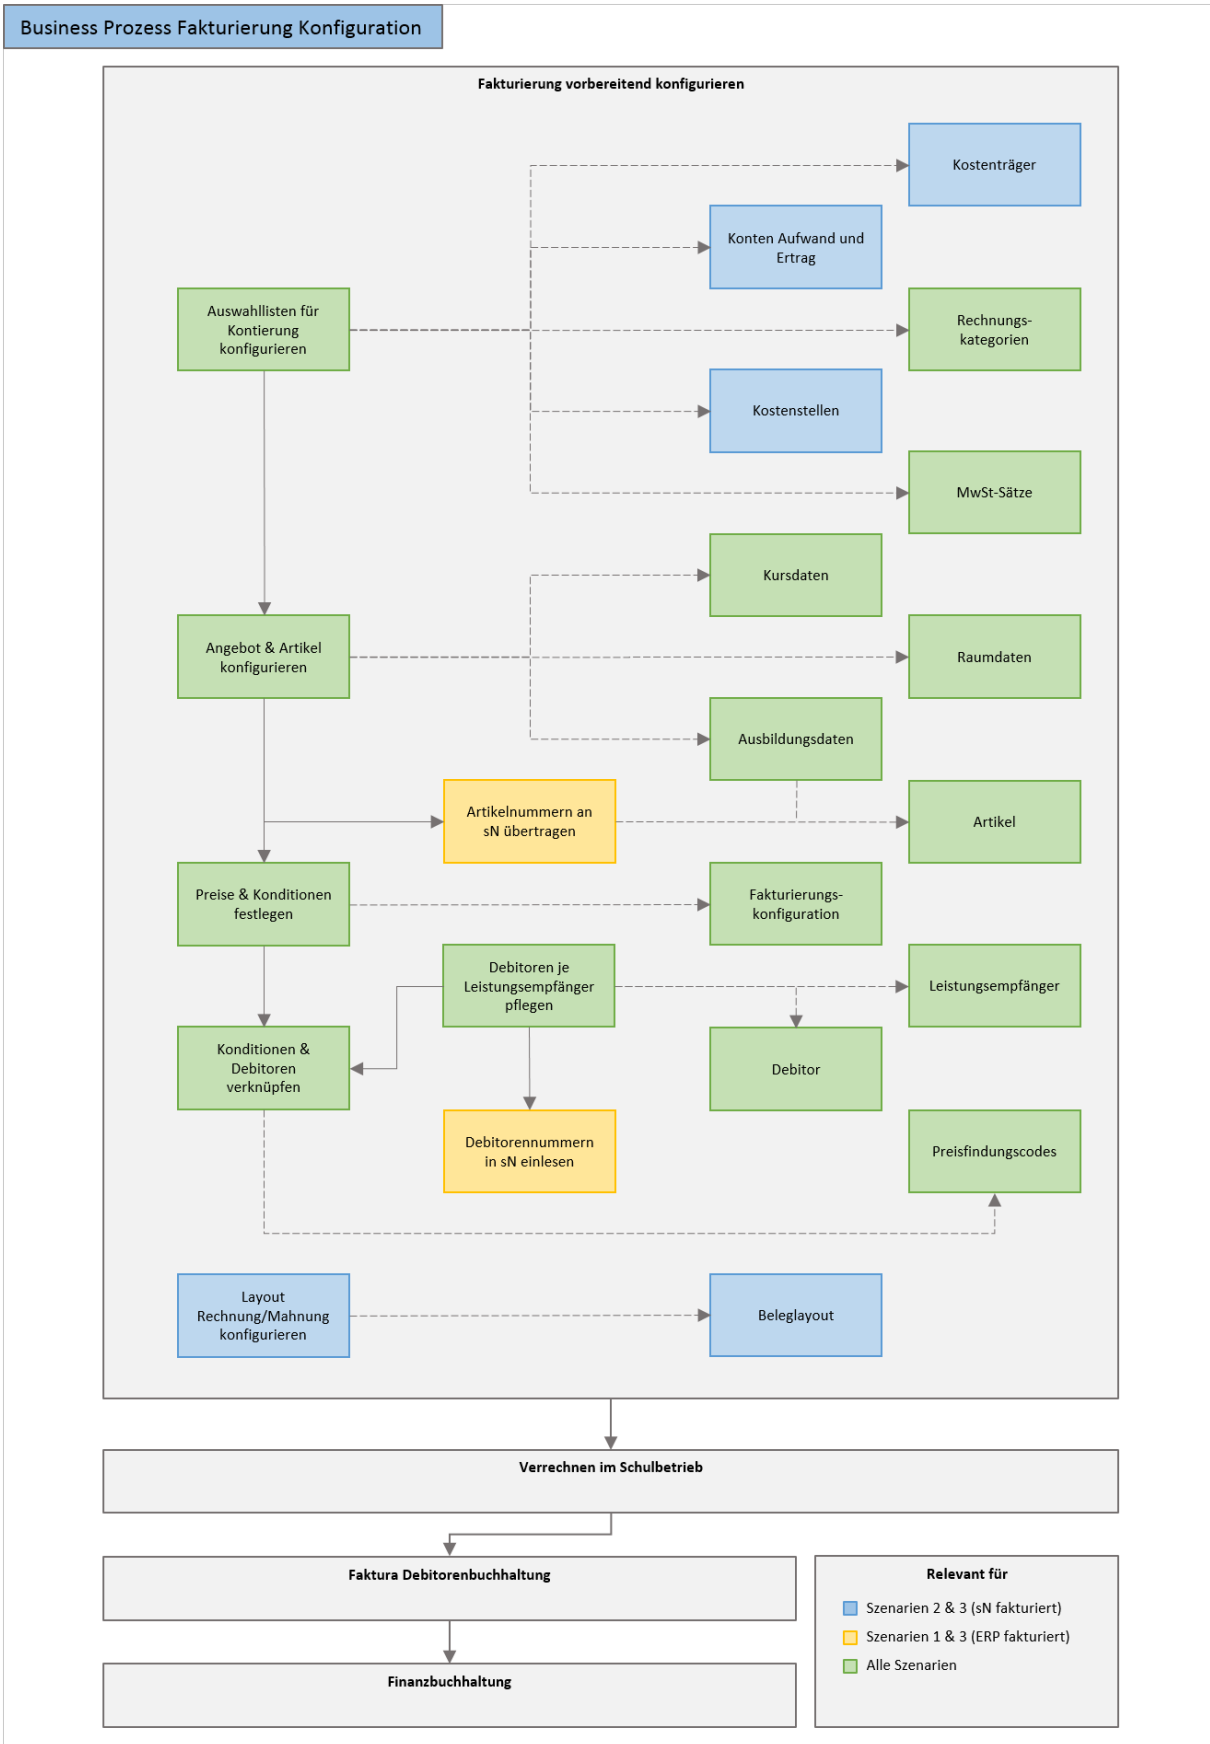 Business Prozess Fakturierung Konfiguration
Fakturierung vorbereitend konfigurieren
Kostenträger
Konten Aufwand und
Ertrag
Auswahllisten für
Kontierung
konfigurieren
Rechnungs-
kategorien
Kostenstellen
MwSt-Sätze
Kursdaten
Angebot & Artikel
konfigurieren
Raumdaten
Ausbildungsdaten
Artikelnummern an
sN übertragen
Artikel
Preise & Konditionen
festlegen
Fakturierungs-
konfiguration
Debitoren je
Leistungsempfänger
pflegen
Leistungsempfänger
Konditionen &
Debitoren
verknüpfen
Debitor
Debitorennummern
in sN einlesen
Preisfindungscodes
Layout
Rechnung/Mahnung
konfigurieren
Beleglayout
Verrechnen im Schulbetrieb
Faktura Debitorenbuchhaltung
Finanzbuchhaltung
Relevant für
Szenarien 2 & 3 (sN fakturiert)
Szenarien 1 & 3 (ERP fakturiert)
Alle Szenarien